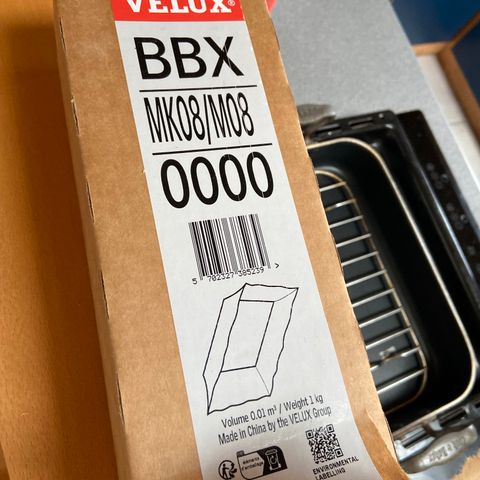 VELUX®
BBX
MK08/M08
0000
5 702327 385239 >
Volume 0.01 m³ / Weight 1 kg
Made in China by the VELUX Group
ENVIRONMENTAL
LABELLING